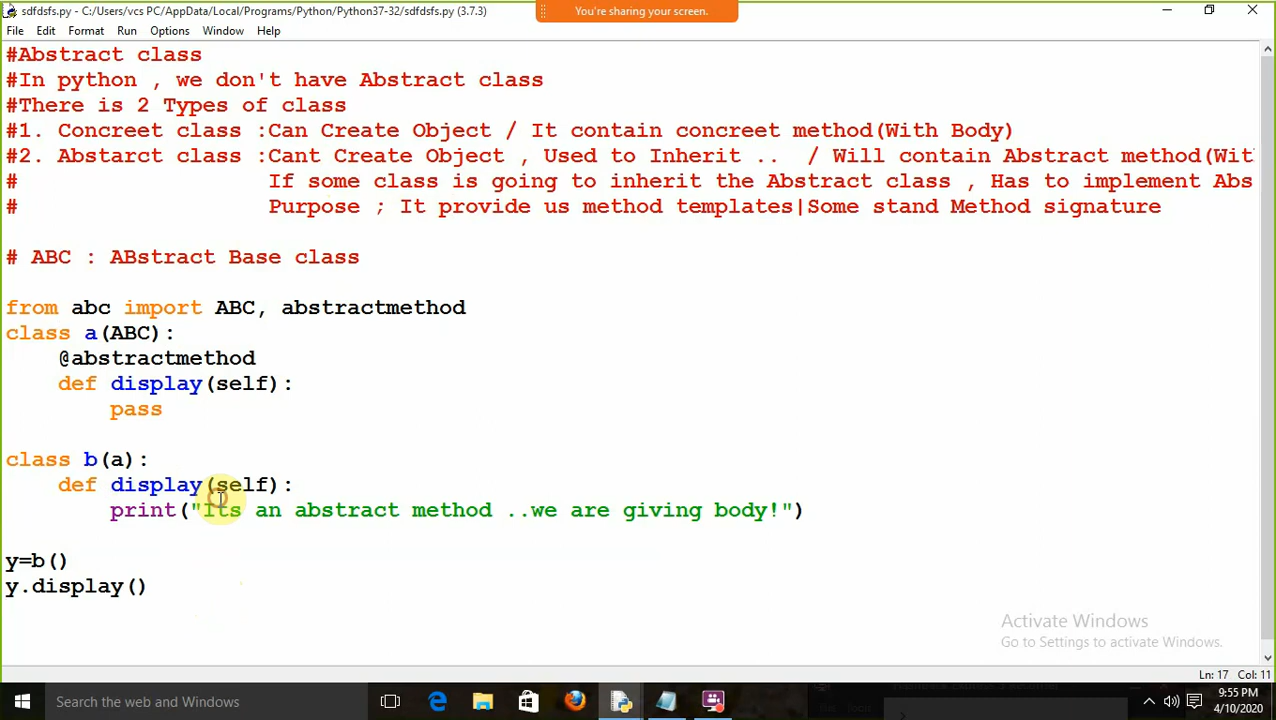 sdfdsfs.py - C:/Users/vcs PC/AppData/Local/Programs/Python/Python37-32/sdfdsfs.py (3.7.3)
You're sharing your screen.
File Edit Format Run Options Window Help
#Abstract class
#In python , we don't have Abstract class
#There is 2 Types of class
#1. Concreet class :Can Create Object / It contain concreet method(With Body)
#2. Abstarct class :Cant Create Object , Used to Inherit .. / Will contain Abstract method(Wit
# If some class is going to inherit the Abstract class , Has to implement Abs
# Purpose ; It provide us method templates|Some stand Method signature
# ABC : ABstract Base class
from abc import ABC, abstractmethod
class a(ABC):
@abstractmethod
def display(self):
pass
class b(a):
def display(self):
print("Its an abstract method ..we are giving body!")
y=b()
y.display()
Activate Windows
Go to Settings to activate Windows.
Ln: 17 Col: 11
Search the web and Windows
9:55 PM
4/10/2020